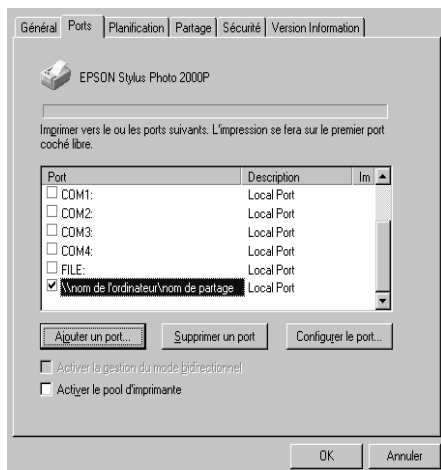 Général Ports Planification Partage Sécurité Version Information
EPSON Stylus Photo 2000P
Imprimer vers le ou les ports suivants. L'impression se fera sur le premier port
coché libre.
Port Description Im
COM1: Local Port
COM2: Local Port
COM3: Local Port
COM4: Local Port
FILE: Local Port
\\nom de l'ordinateur\nom de partage Local Port
Ajouter un port... Supprimer un port Configurer le port...
Activer la gestion du mode bidirectionnel
Activer le pool d'imprimante
OK Annuler